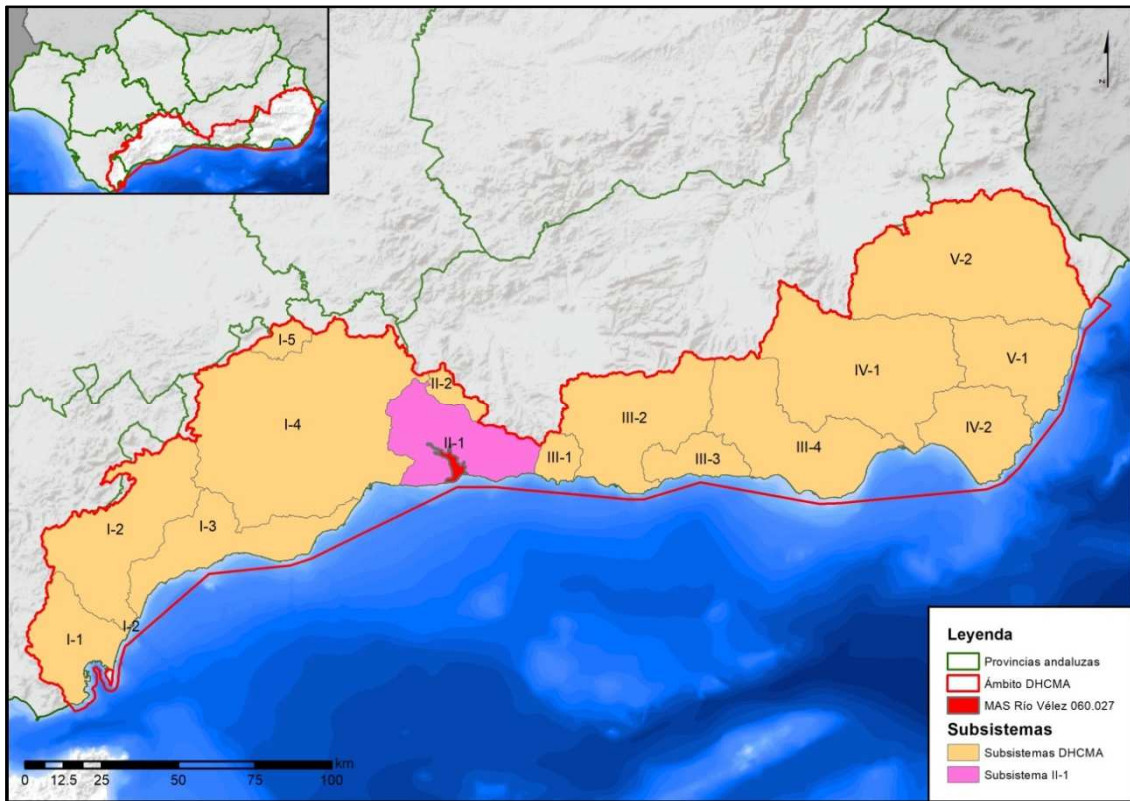 z
V-2
I-5
II-2
V-1
IV-1
I-4
III-2
II-1
IV-2
III-1
III-4
III-3
I-2
I-3
I-2
I-1
Leyenda
Provincias andaluzas
Ámbito DHCMA
MAS Río Vélez 060.027
Subsistemas
Subsistemas DHCMA
Subsistema II-1
km
0 12.5 25 50 75 100